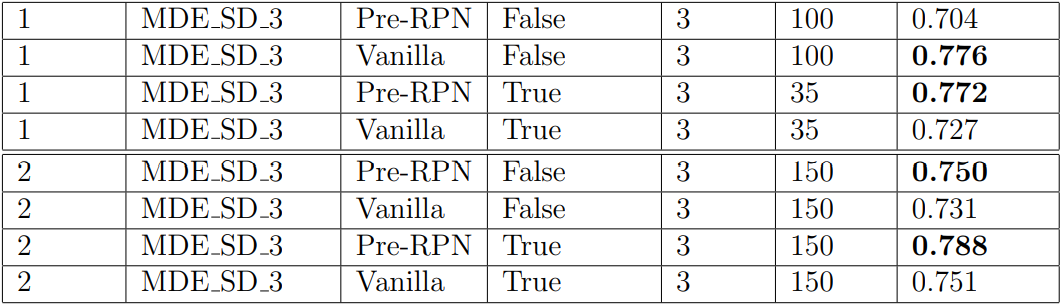 1 MDE_SD_3 Pre-RPN False 3 100 0.704
1 MDE_SD_3 Vanilla False 3 100 0.776
1 MDE_SD_3 Pre-RPN True 3 35 0.772
1 MDE_SD_3 Vanilla True 3 35 0.727
2 MDE_SD_3 Pre-RPN False 3 150 0.750
2 MDE_SD_3 Vanilla False 3 150 0.731
2 MDE_SD_3 Pre-RPN True 3 150 0.788
2 MDE_SD_3 Vanilla True 3 150 0.751